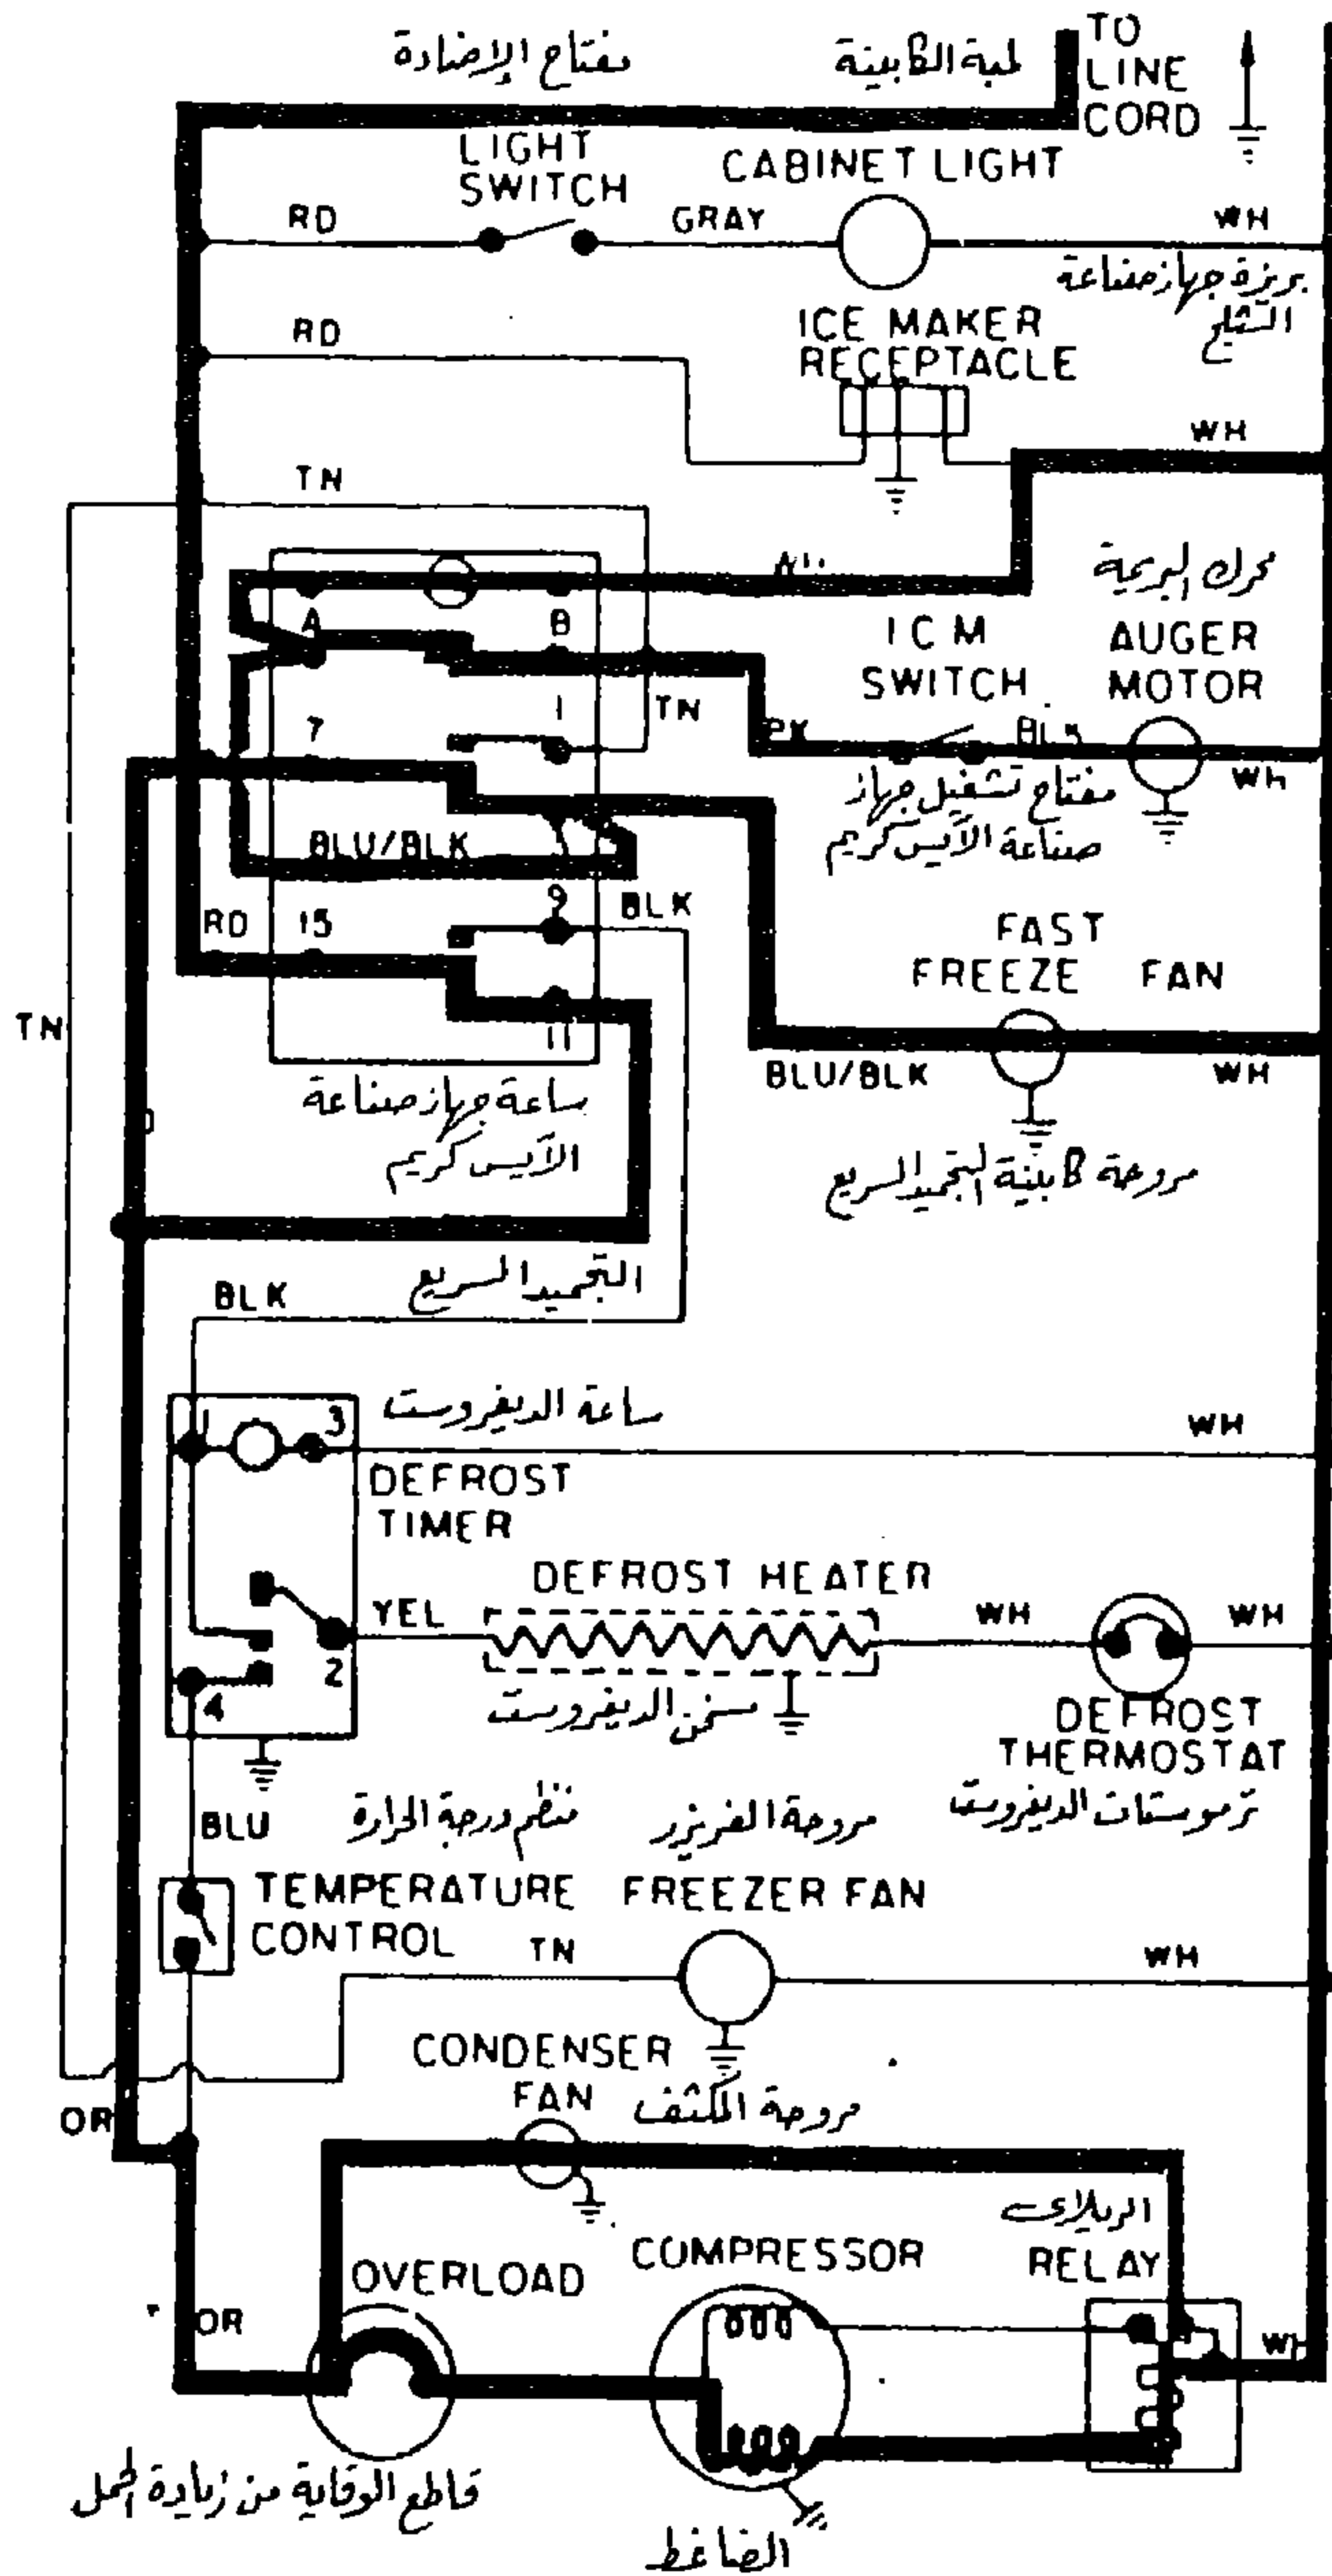 مفتاح الإضاءة
لمبة الكابينة
TO
LINE
CORD
LIGHT
SWITCH
CABINET LIGHT
RD
GRAY
WH
بريزة جهاز صناعة
الثلج
RD
ICE MAKER
RECEPTACLE
WH
TN
محرك البريمة
A
B
ICM
SWITCH
AUGER
MOTOR
7
1
TN
PK
WH
مفتاح تشغيل جهاز
صناعة الآيس كريم
BLU/BLK
9
BLK
RD
15
FAST
FREEZE FAN
TN
11
BLU/BLK
WH
ساعة جهاز صناعة
الآيس كريم
مروحة كابينة التجميد السريع
التجميد السريع
BLK
ساعة الديفروست
1
3
WH
DEFROST
TIMER
DEFROST HEATER
YEL
WH
WH
2
4
سخن الديفروست
DEFROST
THERMOSTAT
ترموستات الديفروست
BLU
منظم درجة الحرارة
مروحة الفريزر
TEMPERATURE
CONTROL
FREEZER FAN
TN
WH
CONDENSER
FAN
مروحة المكثف
OR
الريلاى
OVERLOAD
COMPRESSOR
RELAY
OR
قاطع الوقاية من زيادة الحمل
الضاغط